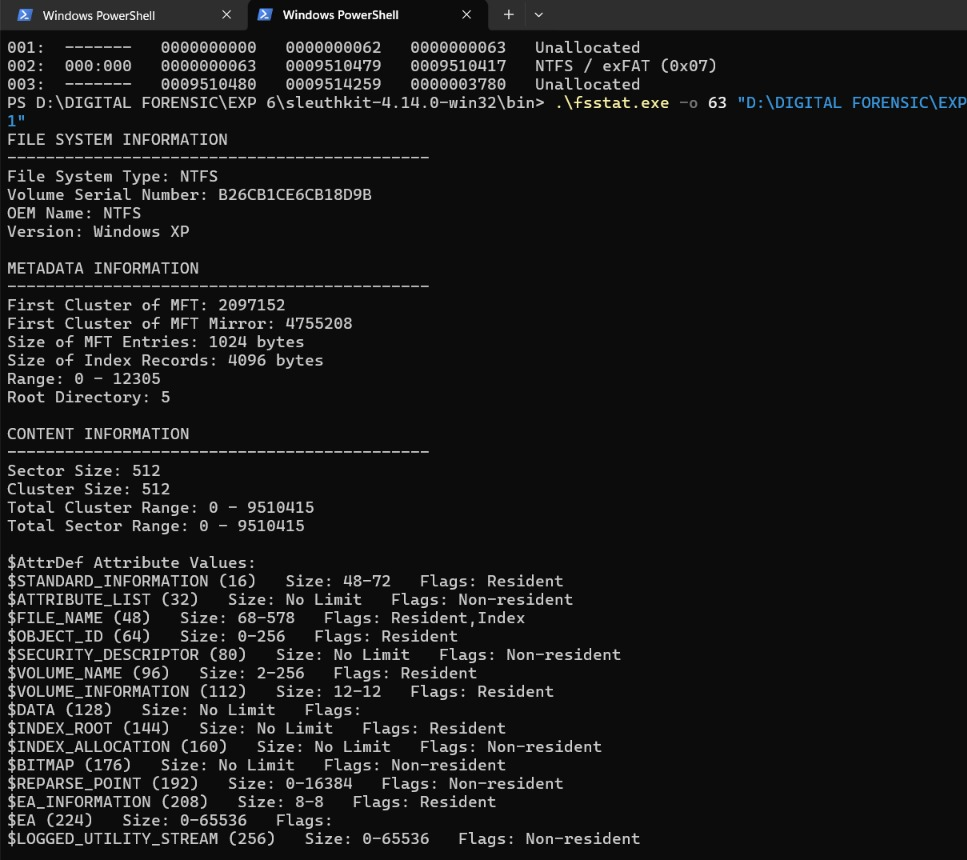 Windows PowerShell
Windows PowerShell
001:  -------   0000000000   0000000062   0000000063   Unallocated
002:  000:000   0000000063   0009510479   0009510417   NTFS / exFAT (0x07)
003:  -------   0009510480   0009514259   0000003780   Unallocated
PS D:\DIGITAL FORENSIC\EXP 6\sleuthkit-4.14.0-win32\bin> .\fsstat.exe -o 63 "D:\DIGITAL FORENSIC\EXP
1"
FILE SYSTEM INFORMATION
--------------------------------------------
File System Type: NTFS
Volume Serial Number: B26CB1CE6CB18D9B
OEM Name: NTFS
Version: Windows XP
METADATA INFORMATION
--------------------------------------------
First Cluster of MFT: 2097152
First Cluster of MFT Mirror: 4755208
Size of MFT Entries: 1024 bytes
Size of Index Records: 4096 bytes
Range: 0 - 12305
Root Directory: 5
CONTENT INFORMATION
--------------------------------------------
Sector Size: 512
Cluster Size: 512
Total Cluster Range: 0 - 9510415
Total Sector Range: 0 - 9510415
$AttrDef Attribute Values:
$STANDARD_INFORMATION (16)   Size: 48-72   Flags: Resident
$ATTRIBUTE_LIST (32)   Size: No Limit   Flags: Non-resident
$FILE_NAME (48)   Size: 68-578   Flags: Resident,Index
$OBJECT_ID (64)   Size: 0-256   Flags: Resident
$SECURITY_DESCRIPTOR (80)   Size: No Limit   Flags: Non-resident
$VOLUME_NAME (96)   Size: 2-256   Flags: Resident
$VOLUME_INFORMATION (112)   Size: 12-12   Flags: Resident
$DATA (128)   Size: No Limit   Flags:
$INDEX_ROOT (144)   Size: No Limit   Flags: Resident
$INDEX_ALLOCATION (160)   Size: No Limit   Flags: Non-resident
$BITMAP (176)   Size: No Limit   Flags: Non-resident
$REPARSE_POINT (192)   Size: 0-16384   Flags: Non-resident
$EA_INFORMATION (208)   Size: 8-8   Flags: Resident
$EA (224)   Size: 0-65536   Flags:
$LOGGED_UTILITY_STREAM (256)   Size: 0-65536   Flags: Non-resident